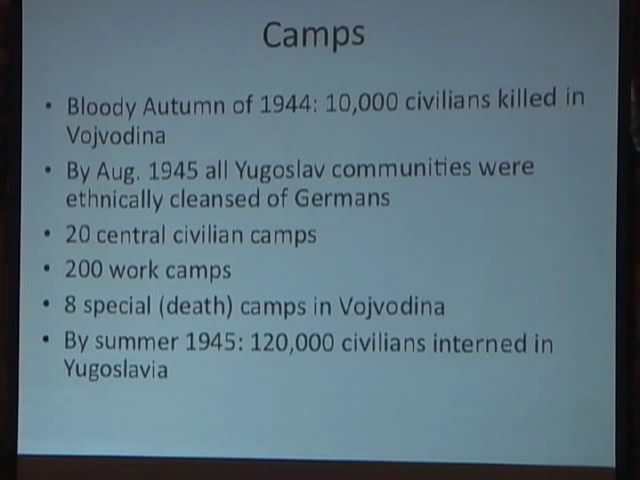 Camps
• Bloody Autumn of 1944: 10,000 civilians killed in
Vojvodina
• By Aug. 1945 all Yugoslav communities were
ethnically cleansed of Germans
• 20 central civilian camps
• 200 work camps
• 8 special (death) camps in Vojvodina
• By summer 1945: 120,000 civilians interned in
Yugoslavia